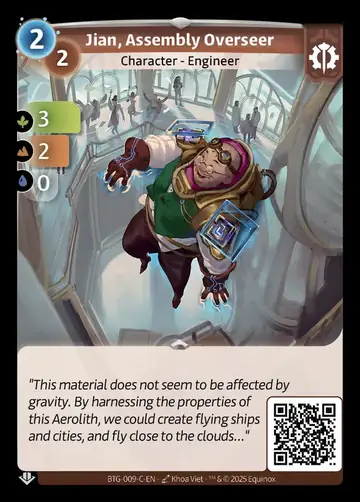 2
2
Jian, Assembly Overseer
Character - Engineer
3
2
0
"This material does not seem to be affected by
gravity. By harnessing the properties of
this Aerolith, we could create flying ships
and cities, and fly close to the clouds..."
BTG-009-C-EN - Khoa Viet - ™ & © 2025 Equinox